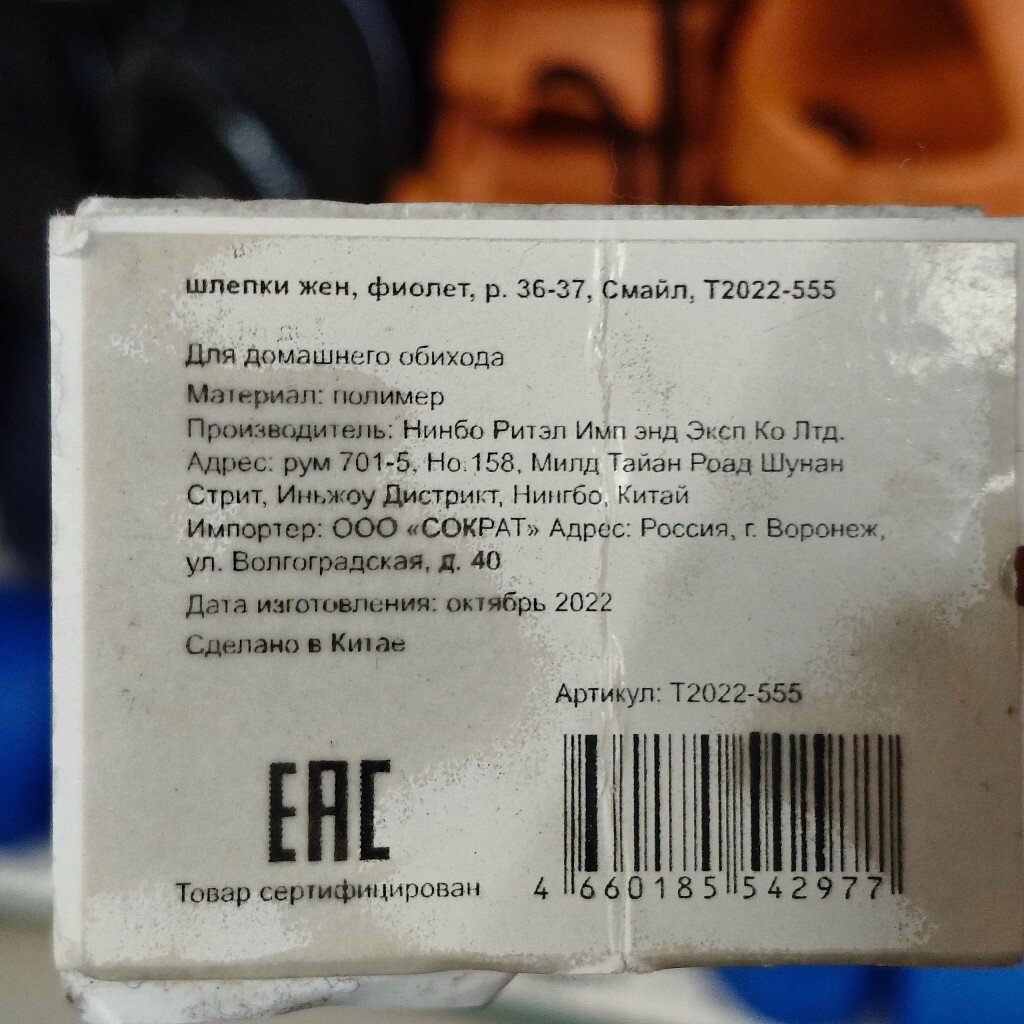 шлепки жен, фиолет, р. 36-37, Смайл, Т2022-555
Для домашнего обихода
Материал: полимер
Производитель: Нинбо Ритэл Имп энд Эксп Ко Лтд.
Адрес: рум 701-5, Но.158, Милд Тайан Роад Шунан
Стрит, Иньжоу Дистрикт, Нингбо, Китай
Импортер: ООО «СОКРАТ» Адрес: Россия, г. Воронеж,
ул. Волгоградская, д. 40
Дата изготовления: октябрь 2022
Сделано в Китае
Артикул: Т2022-555
ЕАС
Товар сертифицирован
4 660185 542977